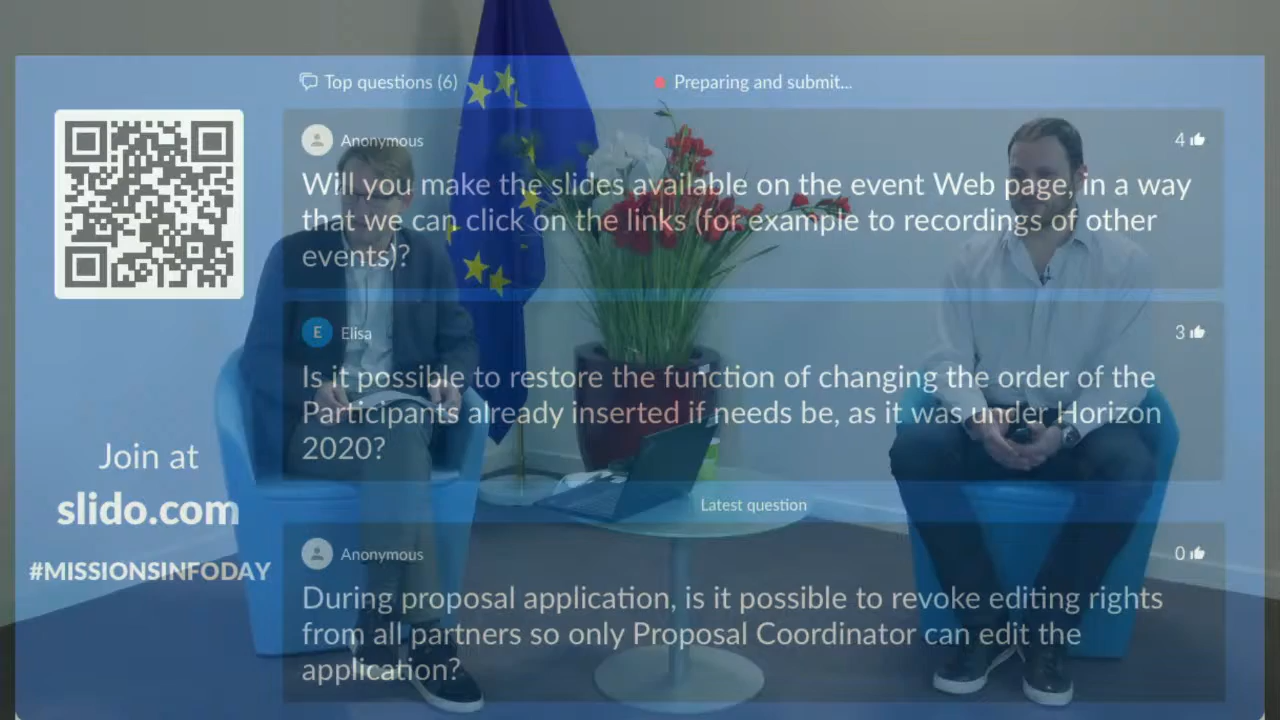 Top questions (6)
Preparing and submit...
Anonymous
4
Will you make the slides available on the event Web page, in a way
that we can click on the links (for example to recordings of other
events)?
E
Elisa
3
Is it possible to restore the function of changing the order of the
Participants already inserted if needs be, as it was under Horizon
2020?
Join at
slido.com
#MISSIONSINFODAY
Latest question
Anonymous
0
During proposal application, is it possible to revoke editing rights
from all partners so only Proposal Coordinator can edit the
application?